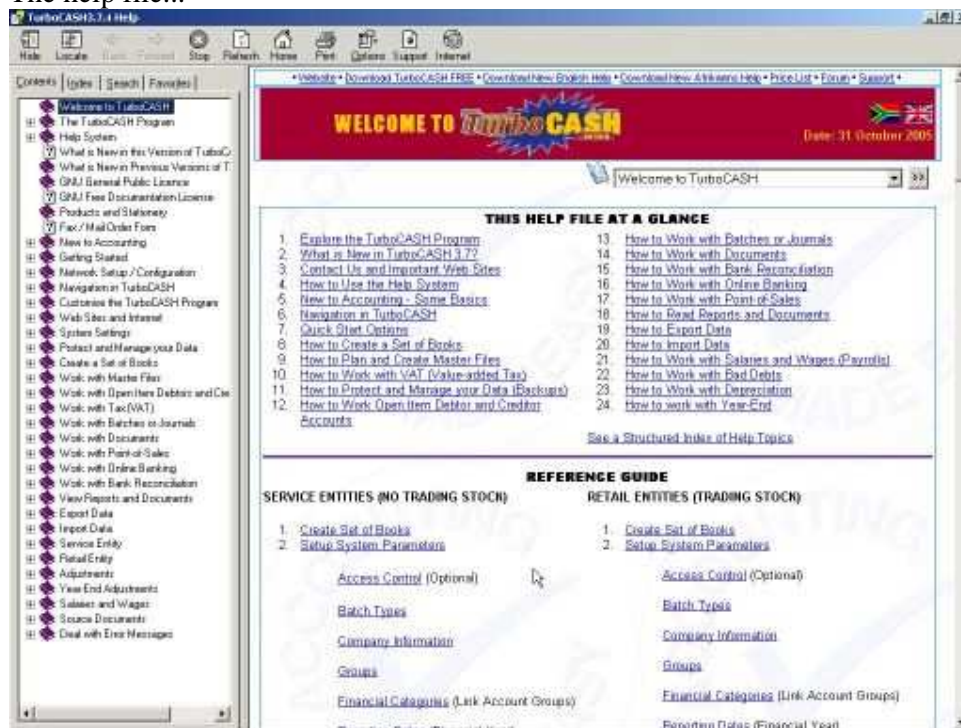 The help file...
TurboCASH3.7.4 Help
Hide Locate Back Forward Stop Refresh Home Print Options Support Internet
Contents Index Search Favorites
Welcome to TurboCASH
The TurboCASH Program
Help System
What is New in this Version of TurboC
What is New in Previous Versions of T
GNU General Public Licence
GNU Free Documentation License
Products and Stationery
Fax / Mail Order Form
New to Accounting
Getting Started
Network Setup / Configuration
Navigation in TurboCASH
Customise the TurboCASH Program
Web Sites and Internet
System Settings
Protect and Manage your Data
Create a Set of Books
Work with Master Files
Work with Open Item Debtors and Cre
Work with Tax (VAT)
Work with Batches or Journals
Work with Documents
Work with Point-of-Sales
Work with Online Banking
Work with Bank Reconciliation
View Reports and Documents
Export Data
Import Data
Service Entity
Retail Entity
Adjustments
Year End Adjustments
Salaries and Wages
Source Documents
Deal with Error Messages
• Website • Download TurboCASH FREE • Download New English Help • Download New Afrikaans Help • Price List • Forum • Support •
WELCOME TO TurboCASH
Date: 31 October 2005
Welcome to TurboCASH
THIS HELP FILE AT A GLANCE
1. Explore the TurboCASH Program
2. What is New in TurboCASH 3.7?
3. Contact Us and Important Web Sites
4. How to Use the Help System
5. New to Accounting - Some Basics
6. Navigation in TurboCASH
7. Quick Start Options
8. How to Create a Set of Books
9. How to Plan and Create Master Files
10. How to Work with VAT (Value-added Tax)
11. How to Protect and Manage your Data (Backups)
12. How to Work Open Item Debtor and Creditor
Accounts
13. How to Work with Batches or Journals
14. How to Work with Documents
15. How to Work with Bank Reconciliation
16. How to Work with Online Banking
17. How to Work with Point-of-Sales
18. How to Read Reports and Documents
19. How to Export Data
20. How to Import Data
21. How to Work with Salaries and Wages (Payrolls)
22. How to Work with Bad Debts
23. How to Work with Depreciation
24. How to work with Year-End
See a Structured Index of Help Topics
REFERENCE GUIDE
SERVICE ENTITIES (NO TRADING STOCK)
1. Create Set of Books
2. Setup System Parameters
Access Control (Optional)
Batch Types
Company Information
Groups
Financial Categories (Link Account Groups)
Reporting Dates (Financial Year)
RETAIL ENTITIES (TRADING STOCK)
1. Create Set of Books
2. Setup System Parameters
Access Control (Optional)
Batch Types
Company Information
Groups
Financial Categories (Link Account Groups)
Reporting Dates (Financial Year)